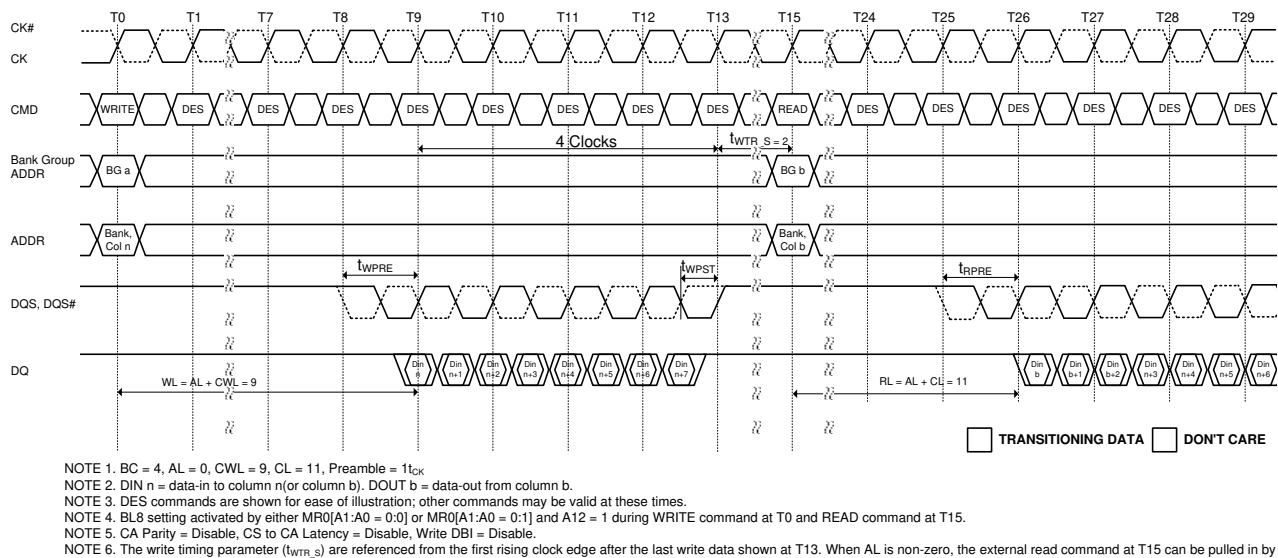 T0 T1 T7 T8 T9 T10 T11 T12 T13 T15 T24 T25 T26 T27 T28 T29
CK#
CK
CMD WRITE DES DES DES DES DES DES DES DES READ DES DES DES DES DES DES
4 Clocks tWTR_S = 2
Bank Group
ADDR
BG a BG b
ADDR
Bank, Col n
Bank, Col b
tWPRE tWPST tRPRE
DQS, DQS#
DQ
Din n Din n+1 Din n+2 Din n+3 Din n+4 Din n+5 Din n+6 Din n+7 Din b Din b+1 Din b+2 Din n+3 Din n+4 Din n+5 Din n+6
WL = AL + CWL = 9 RL = AL + CL = 11
TRANSITIONING DATA DON'T CARE
NOTE 1. BC = 4, AL = 0, CWL = 9, CL = 11, Preamble = 1tCK
NOTE 2. DIN n = data-in to column n(or column b). DOUT b = data-out from column b.
NOTE 3. DES commands are shown for ease of illustration; other commands may be valid at these times.
NOTE 4. BL8 setting activated by either MR0[A1:A0 = 0:0] or MR0[A1:A0 = 0:1] and A12 = 1 during WRITE command at T0 and READ command at T15.
NOTE 5. CA Parity = Disable, CS to CA Latency = Disable, Write DBI = Disable.
NOTE 6. The write timing parameter (tWTR_S) are referenced from the first rising clock edge after the last write data shown at T13. When AL is non-zero, the external read command at T15 can be pulled in by